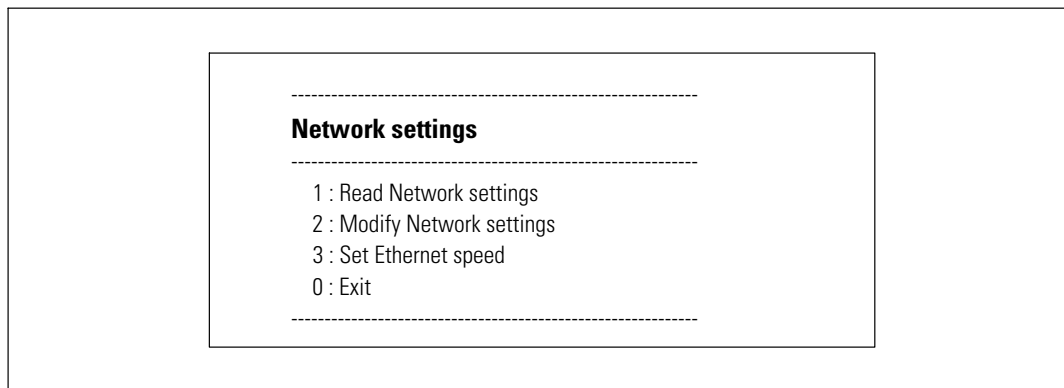 -------------------------------------------------------------
Network settings
-------------------------------------------------------------
1 : Read Network settings
2 : Modify Network settings
3 : Set Ethernet speed
0 : Exit
-------------------------------------------------------------